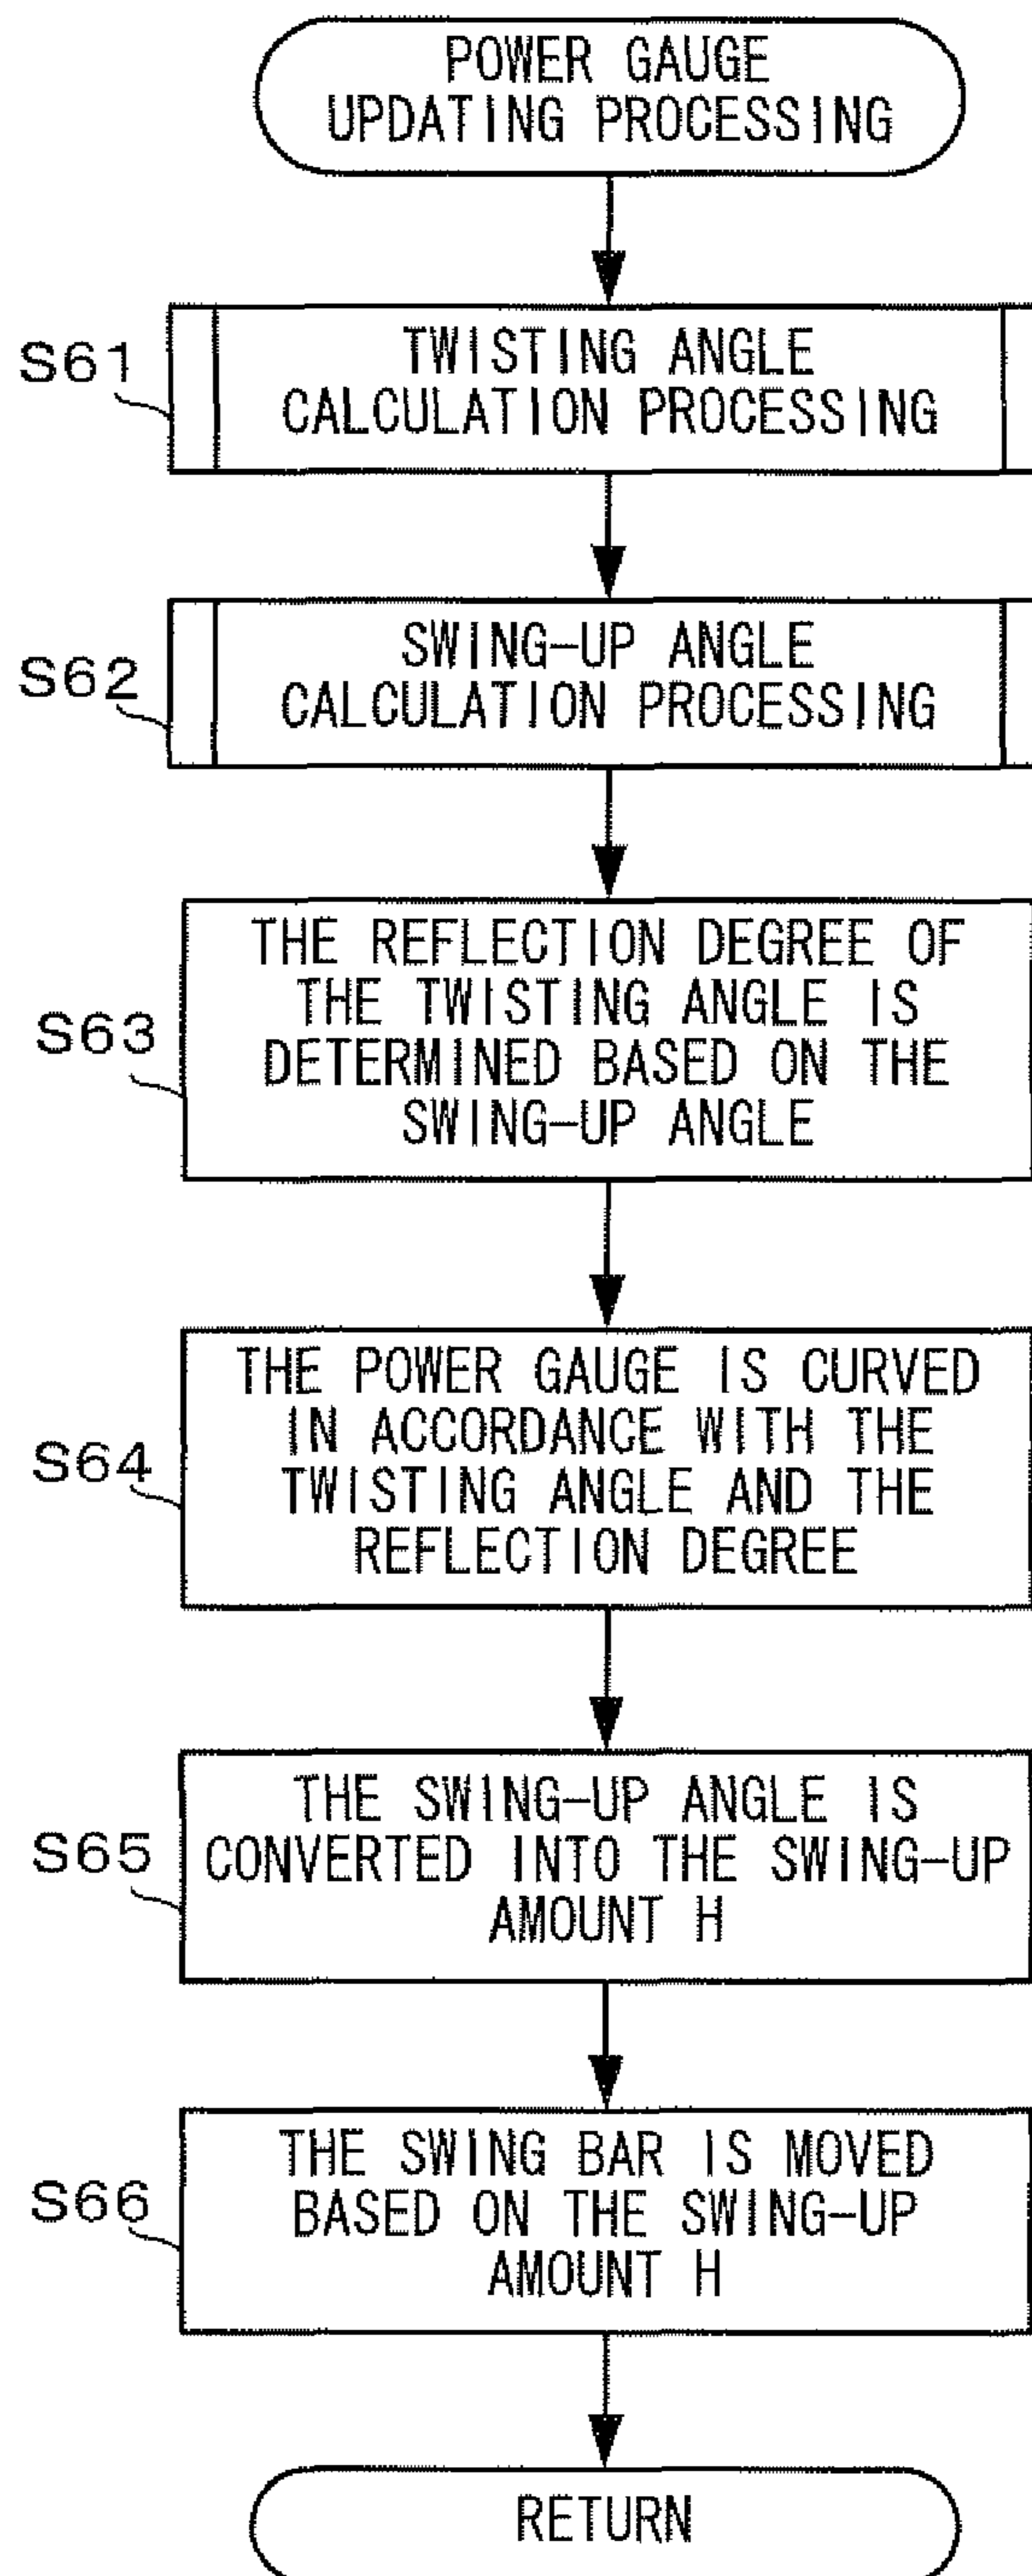 POWER GAUGE
UPDATING PROCESSING
S61
TWISTING ANGLE
CALCULATION PROCESSING
S62
SWING-UP ANGLE
CALCULATION PROCESSING
S63
THE REFLECTION DEGREE OF
THE TWISTING ANGLE IS
DETERMINED BASED ON THE
SWING-UP ANGLE
S64
THE POWER GAUGE IS CURVED
IN ACCORDANCE WITH THE
TWISTING ANGLE AND THE
REFLECTION DEGREE
S65
THE SWING-UP ANGLE IS
CONVERTED INTO THE SWING-UP
AMOUNT H
S66
THE SWING BAR IS MOVED
BASED ON THE SWING-UP
AMOUNT H
RETURN